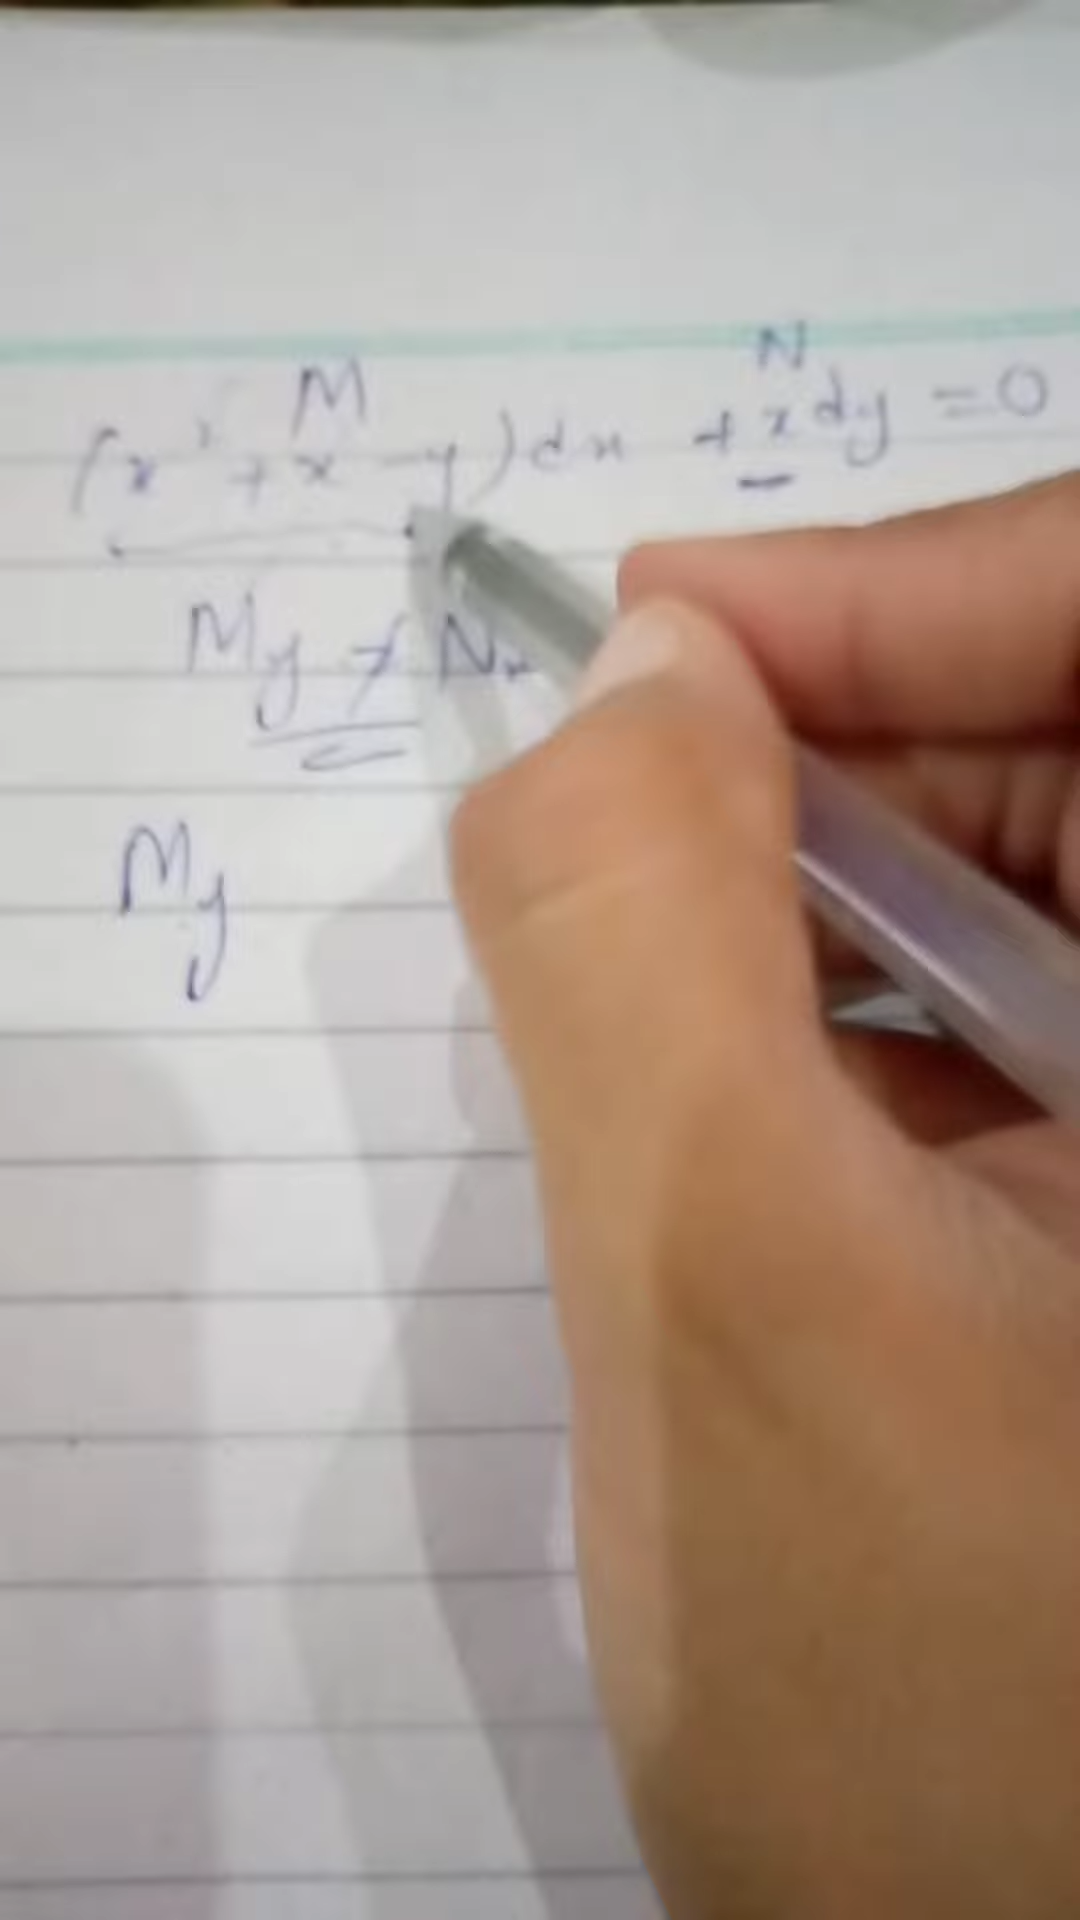 M N
(x² + x - y) dx + x dy = 0
My ≠ Nx
My